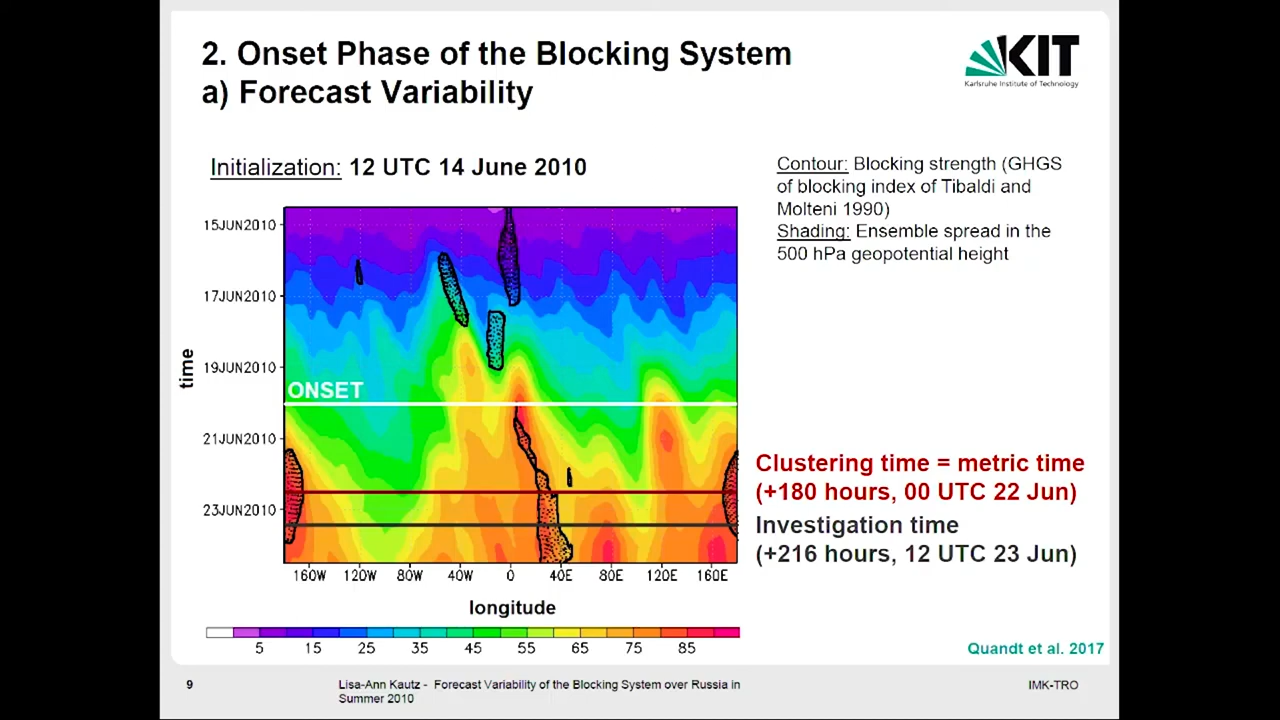 2. Onset Phase of the Blocking System
a) Forecast Variability
KIT
Karlsruhe Institute of Technology
Initialization: 12 UTC 14 June 2010
Contour: Blocking strength (GHGS
of blocking index of Tibaldi and
Molteni 1990)
Shading: Ensemble spread in the
500 hPa geopotential height
15JUN2010
17JUN2010
19JUN2010
21JUN2010
23JUN2010
time
ONSET
Clustering time = metric time
(+180 hours, 00 UTC 22 Jun)
Investigation time
(+216 hours, 12 UTC 23 Jun)
160W 120W 80W 40W 0 40E 80E 120E 160E
longitude
5 15 25 35 45 55 65 75 85
Quandt et al. 2017
9
Lisa-Ann Kautz - Forecast Variability of the Blocking System over Russia in
Summer 2010
IMK-TRO